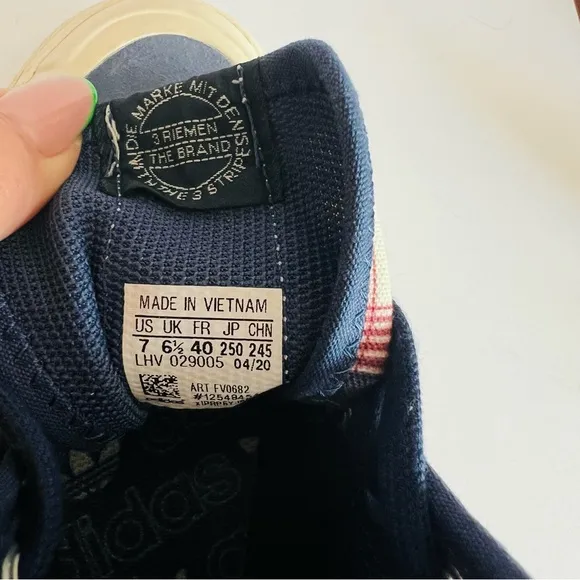 DIE MARKE MIT DEN
3 RIEMEN
THE BRAND
THE 3 STRIPES
MADE IN VIETNAM
US UK FR JP CHN
7 6½ 40 250 245
LHV 029005 04/20
ART FV0682
adidas